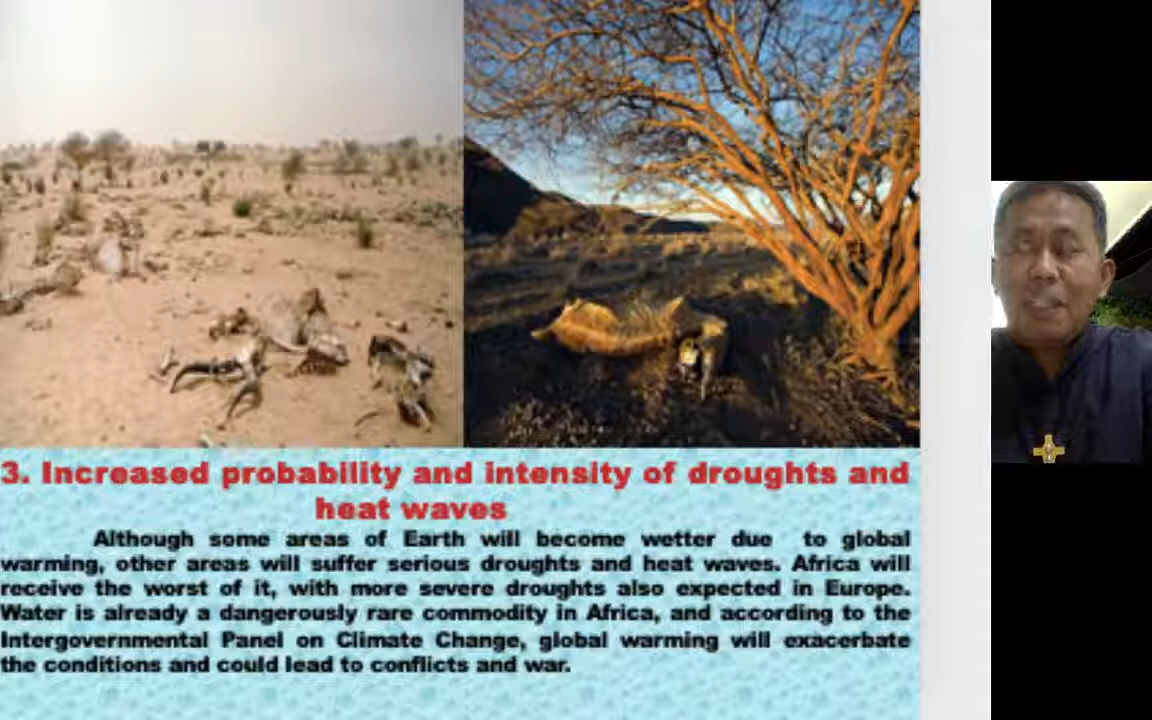 3. Increased probability and intensity of droughts and
heat waves
Although some areas of Earth will become wetter due to global
warming, other areas will suffer serious droughts and heat waves. Africa will
receive the worst of it, with more severe droughts also expected in Europe.
Water is already a dangerously rare commodity in Africa, and according to the
Intergovernmental Panel on Climate Change, global warming will exacerbate
the conditions and could lead to conflicts and war.